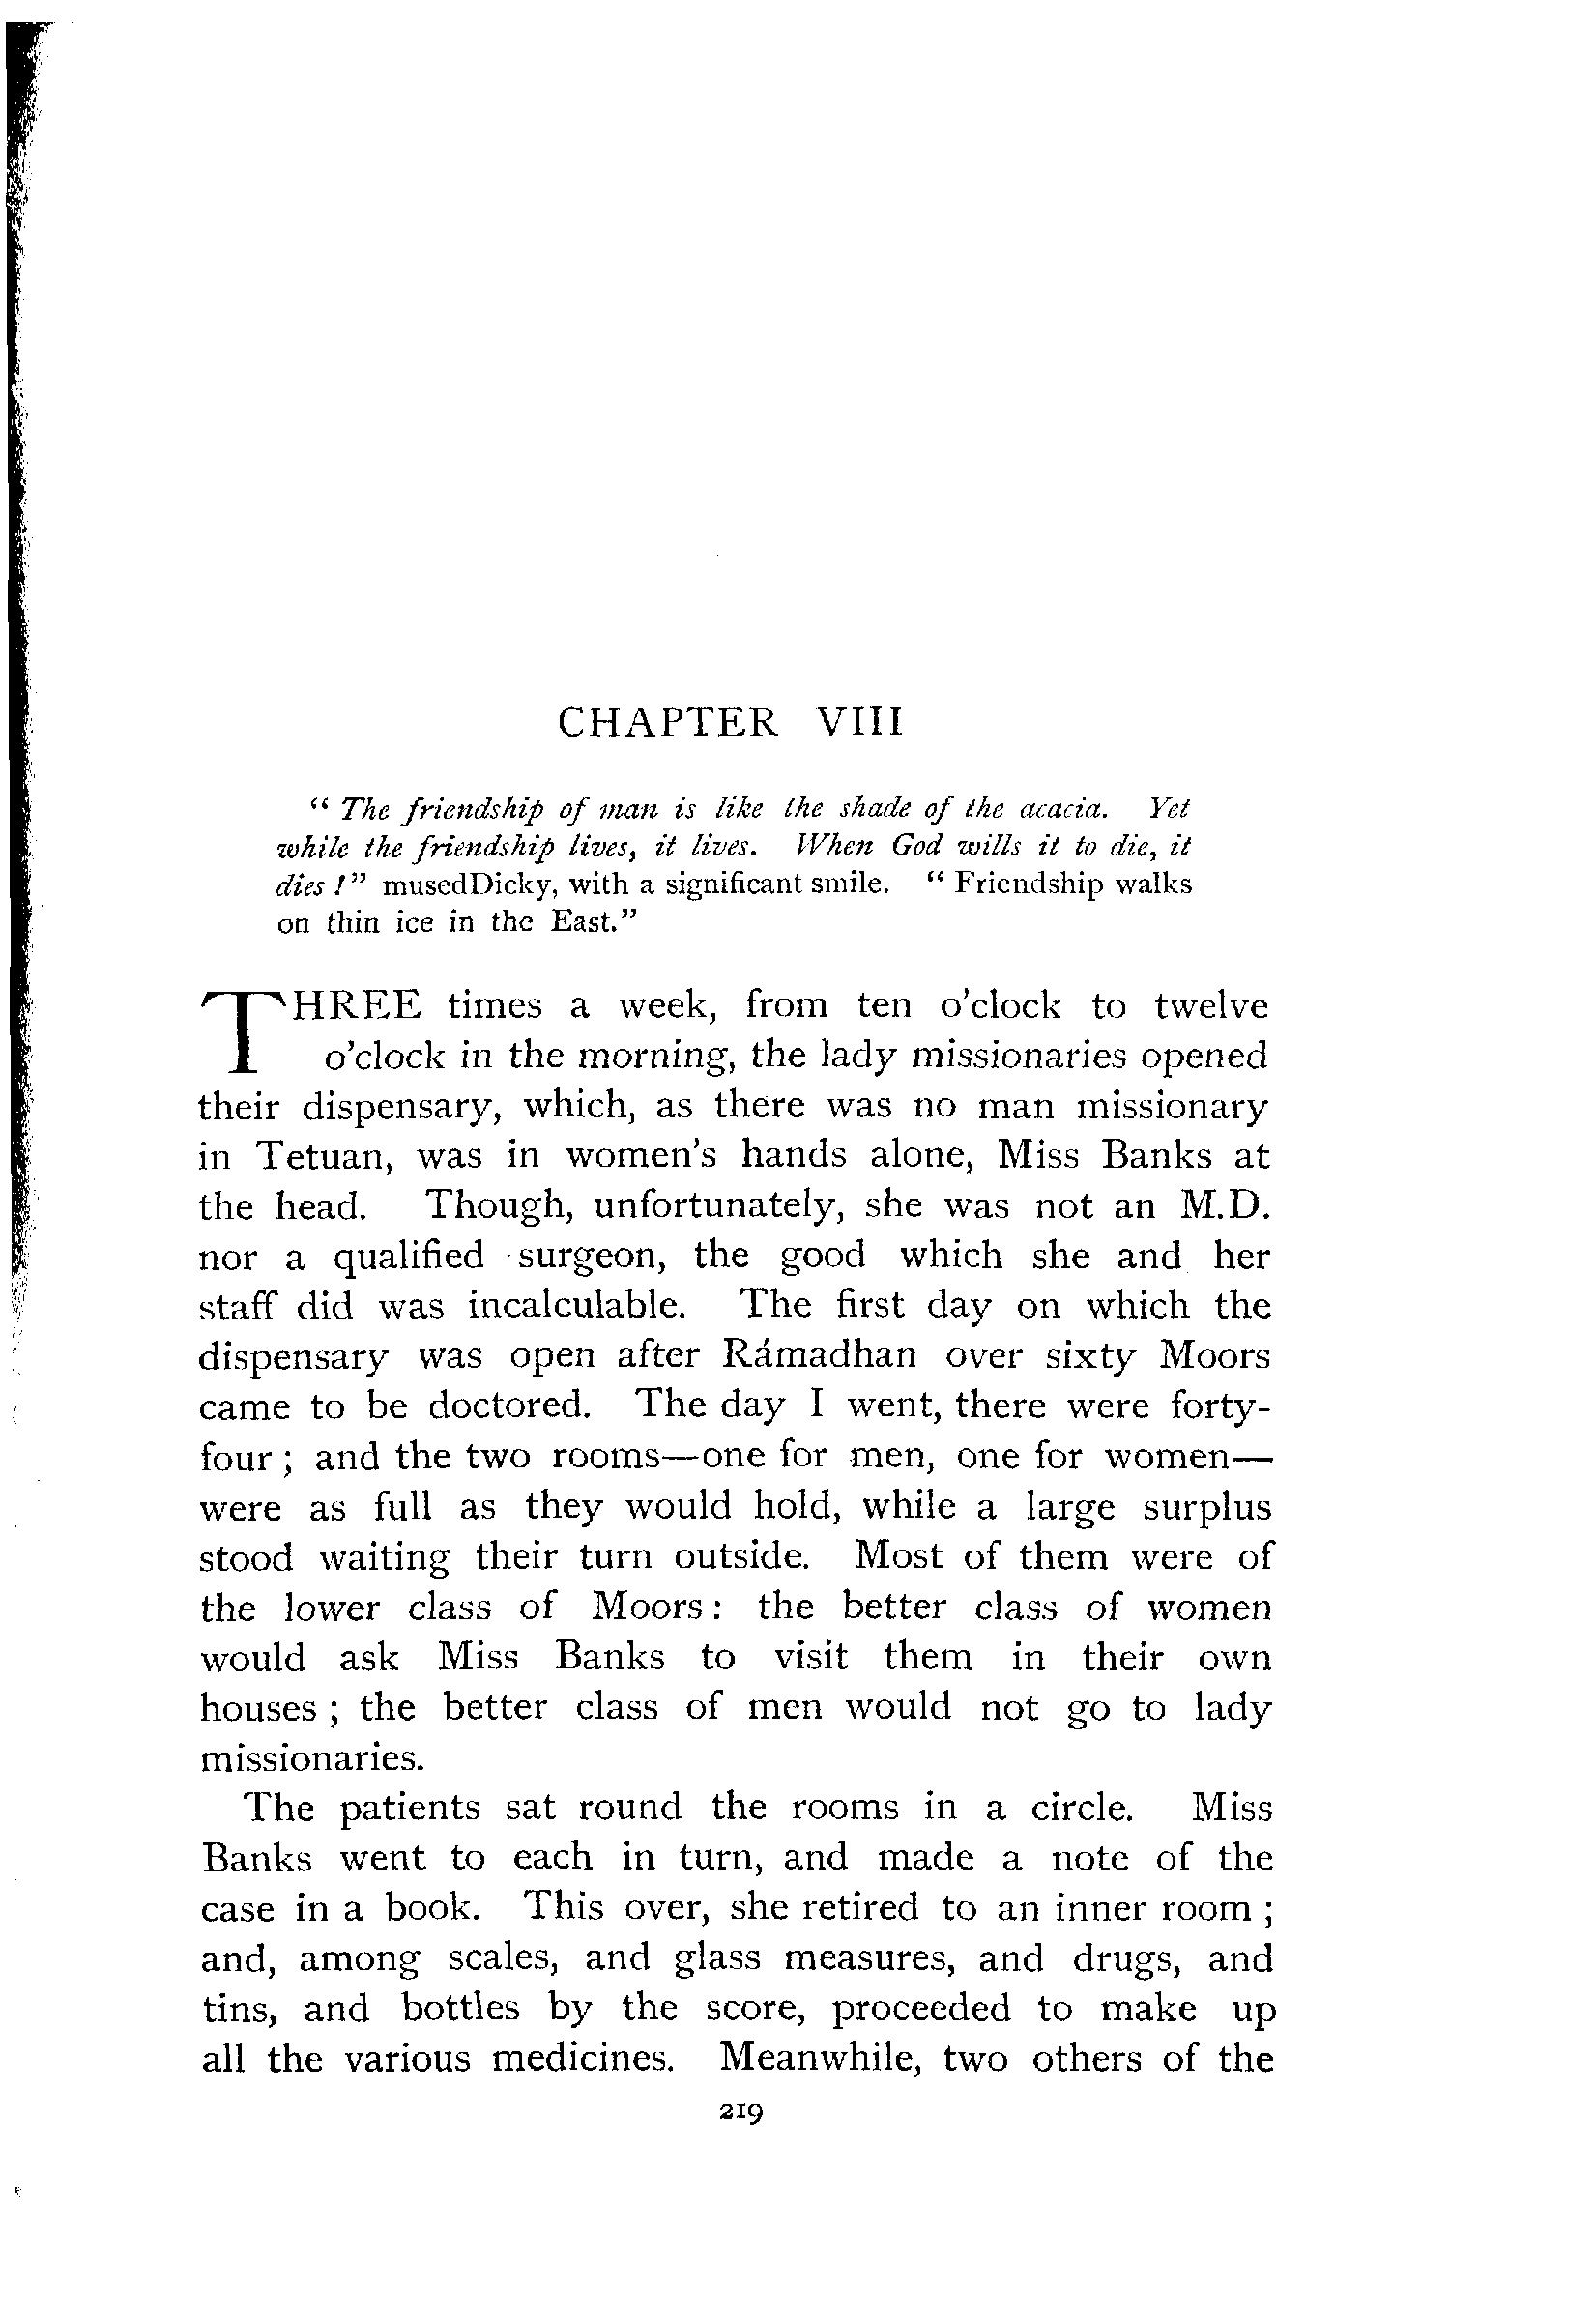 CHAPTER VIII
" The friendship of man is like the shade of the acacia. Yet
while the friendship lives, it lives. When God wills it to die, it
dies !" musedDicky, with a significant smile. " Friendship walks
on thin ice in the East."
THREE times a week, from ten o'clock to twelve
o'clock in the morning, the lady missionaries opened
their dispensary, which, as there was no man missionary
in Tetuan, was in women's hands alone, Miss Banks at
the head. Though, unfortunately, she was not an M.D.
nor a qualified surgeon, the good which she and her
staff did was incalculable. The first day on which the
dispensary was open after Rámadhan over sixty Moors
came to be doctored. The day I went, there were forty-
four ; and the two rooms—one for men, one for women—
were as full as they would hold, while a large surplus
stood waiting their turn outside. Most of them were of
the lower class of Moors: the better class of women
would ask Miss Banks to visit them in their own
houses ; the better class of men would not go to lady
missionaries.
The patients sat round the rooms in a circle. Miss
Banks went to each in turn, and made a note of the
case in a book. This over, she retired to an inner room ;
and, among scales, and glass measures, and drugs, and
tins, and bottles by the score, proceeded to make up
all the various medicines. Meanwhile, two others of the
219